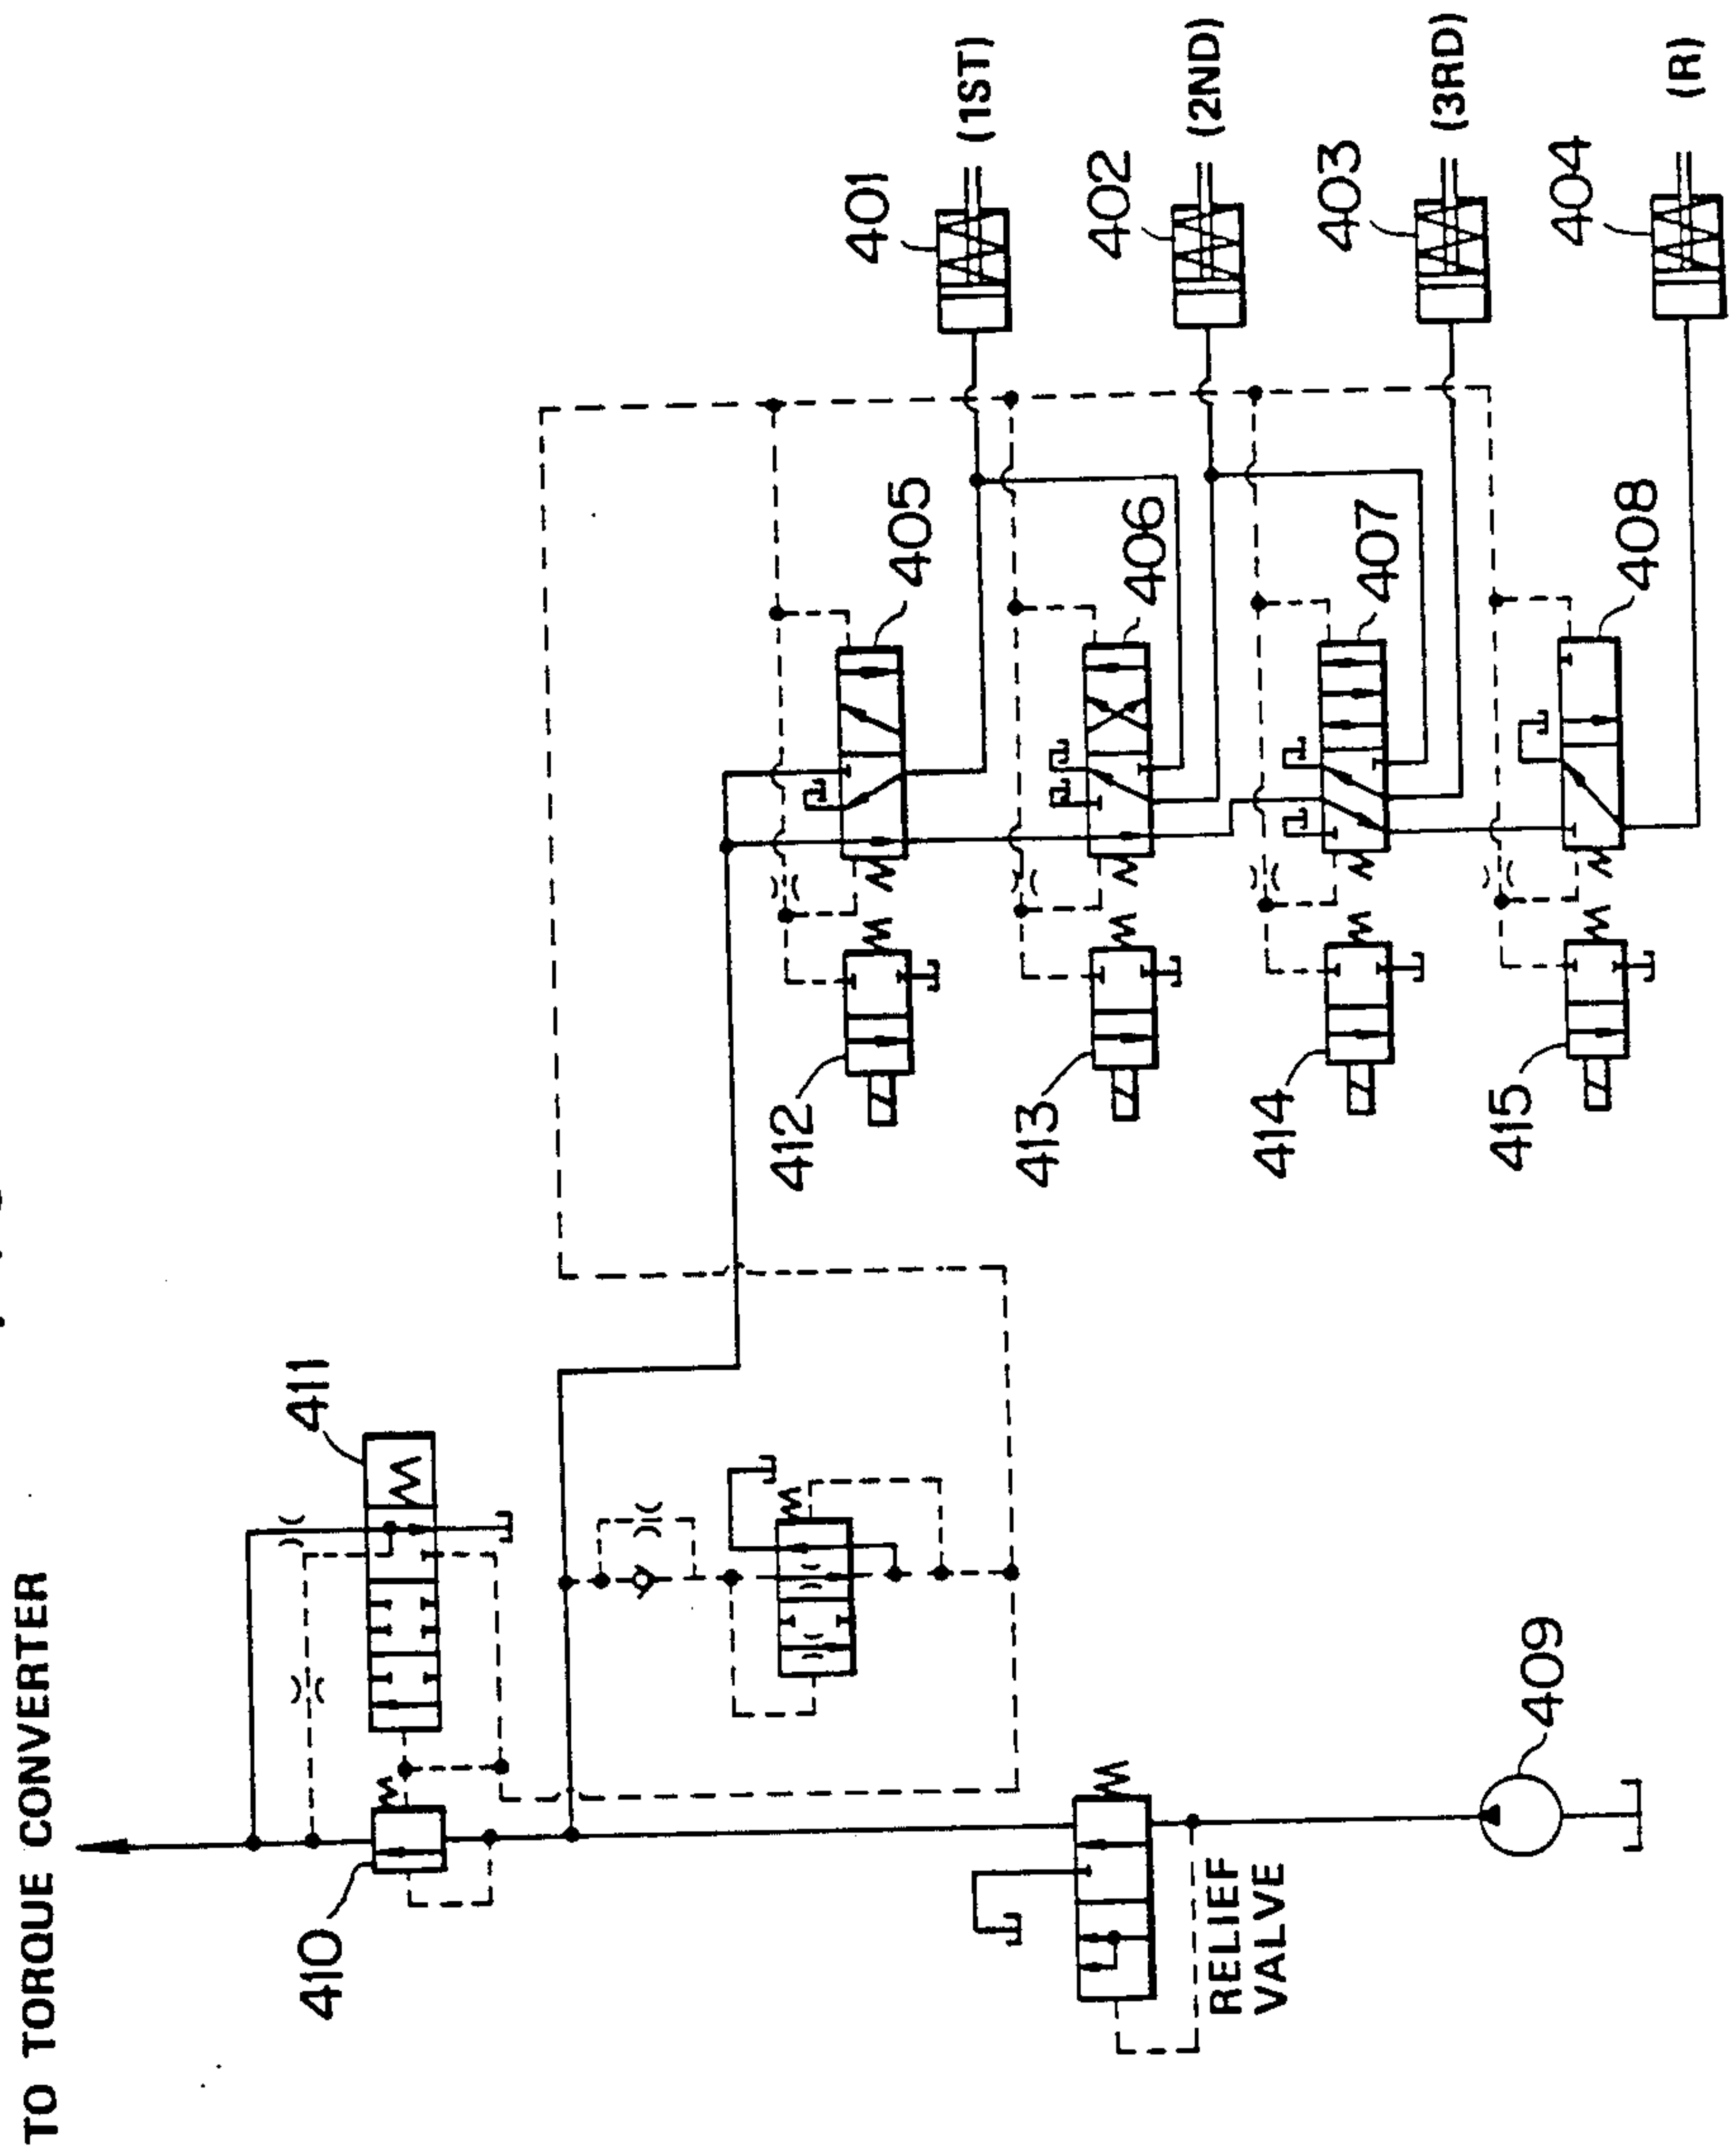 TO TORQUE CONVERTER
410
411
RELIEF
VALVE
409
412
405
401
(1ST)
413
406
402
(2ND)
414
407
403
(3RD)
415
408
404
(R)